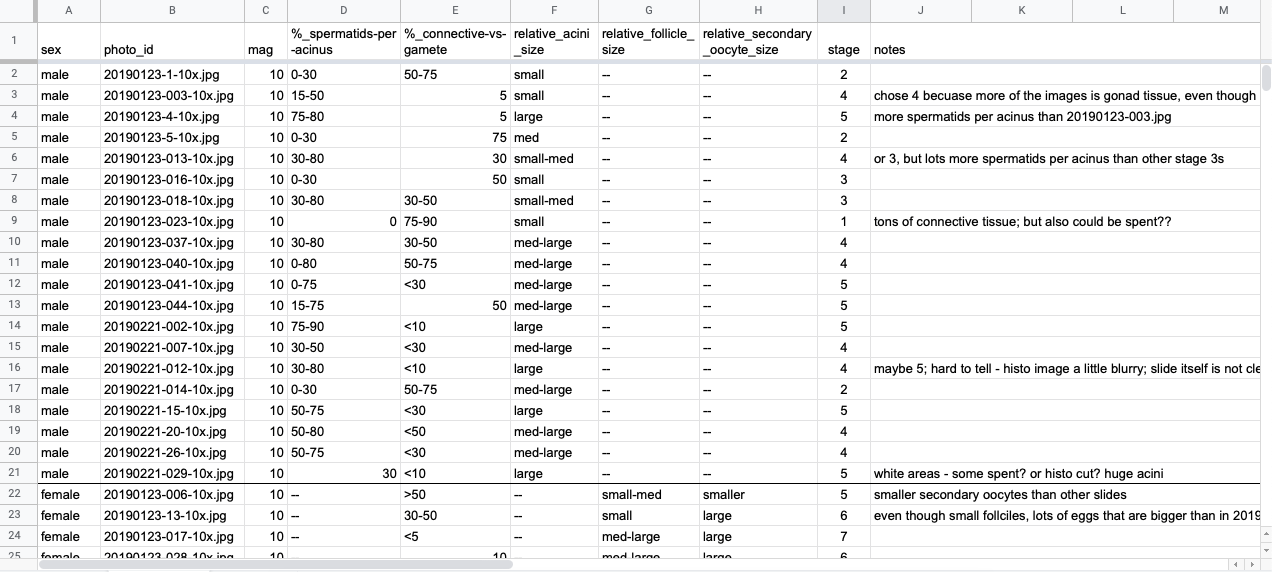 A B C D E F G H I J K L M
1 sex photo_id mag %_spermatids-per-acinus %_connective-vs-gamete relative_acini_size relative_follicle_size relative_secondary_oocyte_size stage notes
2 male 20190123-1-10x.jpg 10 0-30 50-75 small -- -- 2
3 male 20190123-003-10x.jpg 10 15-50 5 small -- -- 4 chose 4 becuase more of the images is gonad tissue, even though
4 male 20190123-4-10x.jpg 10 75-80 5 large -- -- 5 more spermatids per acinus than 20190123-003.jpg
5 male 20190123-5-10x.jpg 10 0-30 75 med -- -- 2
6 male 20190123-013-10x.jpg 10 30-80 30 small-med -- -- 4 or 3, but lots more spermatids per acinus than other stage 3s
7 male 20190123-016-10x.jpg 10 0-30 50 small -- -- 3
8 male 20190123-018-10x.jpg 10 30-80 30-50 small-med -- -- 3
9 male 20190123-023-10x.jpg 10 0 75-90 small -- -- 1 tons of connective tissue; but also could be spent??
10 male 20190123-037-10x.jpg 10 30-80 30-50 med-large -- -- 4
11 male 20190123-040-10x.jpg 10 0-80 50-75 med-large -- -- 4
12 male 20190123-041-10x.jpg 10 0-75 <30 med-large -- -- 5
13 male 20190123-044-10x.jpg 10 15-75 50 med-large -- -- 5
14 male 20190221-002-10x.jpg 10 75-90 <10 large -- -- 5
15 male 20190221-007-10x.jpg 10 30-50 <30 med-large -- -- 4
16 male 20190221-012-10x.jpg 10 30-80 <10 large -- -- 4 maybe 5; hard to tell - histo image a little blurry; slide itself is not cle
17 male 20190221-014-10x.jpg 10 0-30 50-75 med-large -- -- 2
18 male 20190221-15-10x.jpg 10 50-75 <30 large -- -- 5
19 male 20190221-20-10x.jpg 10 50-80 <50 med-large -- -- 4
20 male 20190221-26-10x.jpg 10 50-75 <30 med-large -- -- 4
21 male 20190221-029-10x.jpg 10 30 <10 large -- -- 5 white areas - some spent? or histo cut? huge acini
22 female 20190123-006-10x.jpg 10 -- >50 -- small-med smaller 5 smaller secondary oocytes than other slides
23 female 20190123-13-10x.jpg 10 -- 30-50 -- small large 6 even though small follciles, lots of eggs that are bigger than in 2019
24 female 20190123-017-10x.jpg 10 -- <5 -- med-large large 7
25 female 20190123-028-10x.jpg 10 -- 10 -- med-large large 6